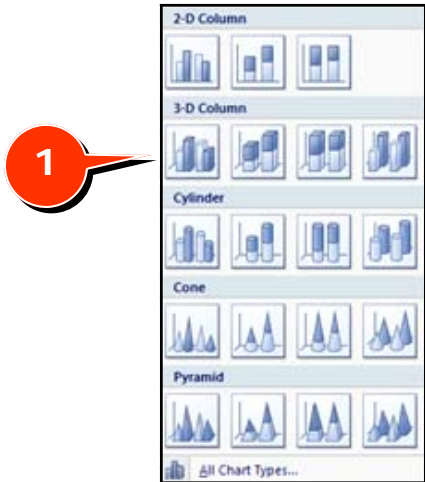 2-D Column
3-D Column
1
Cylinder
Cone
Pyramid
All Chart Types...